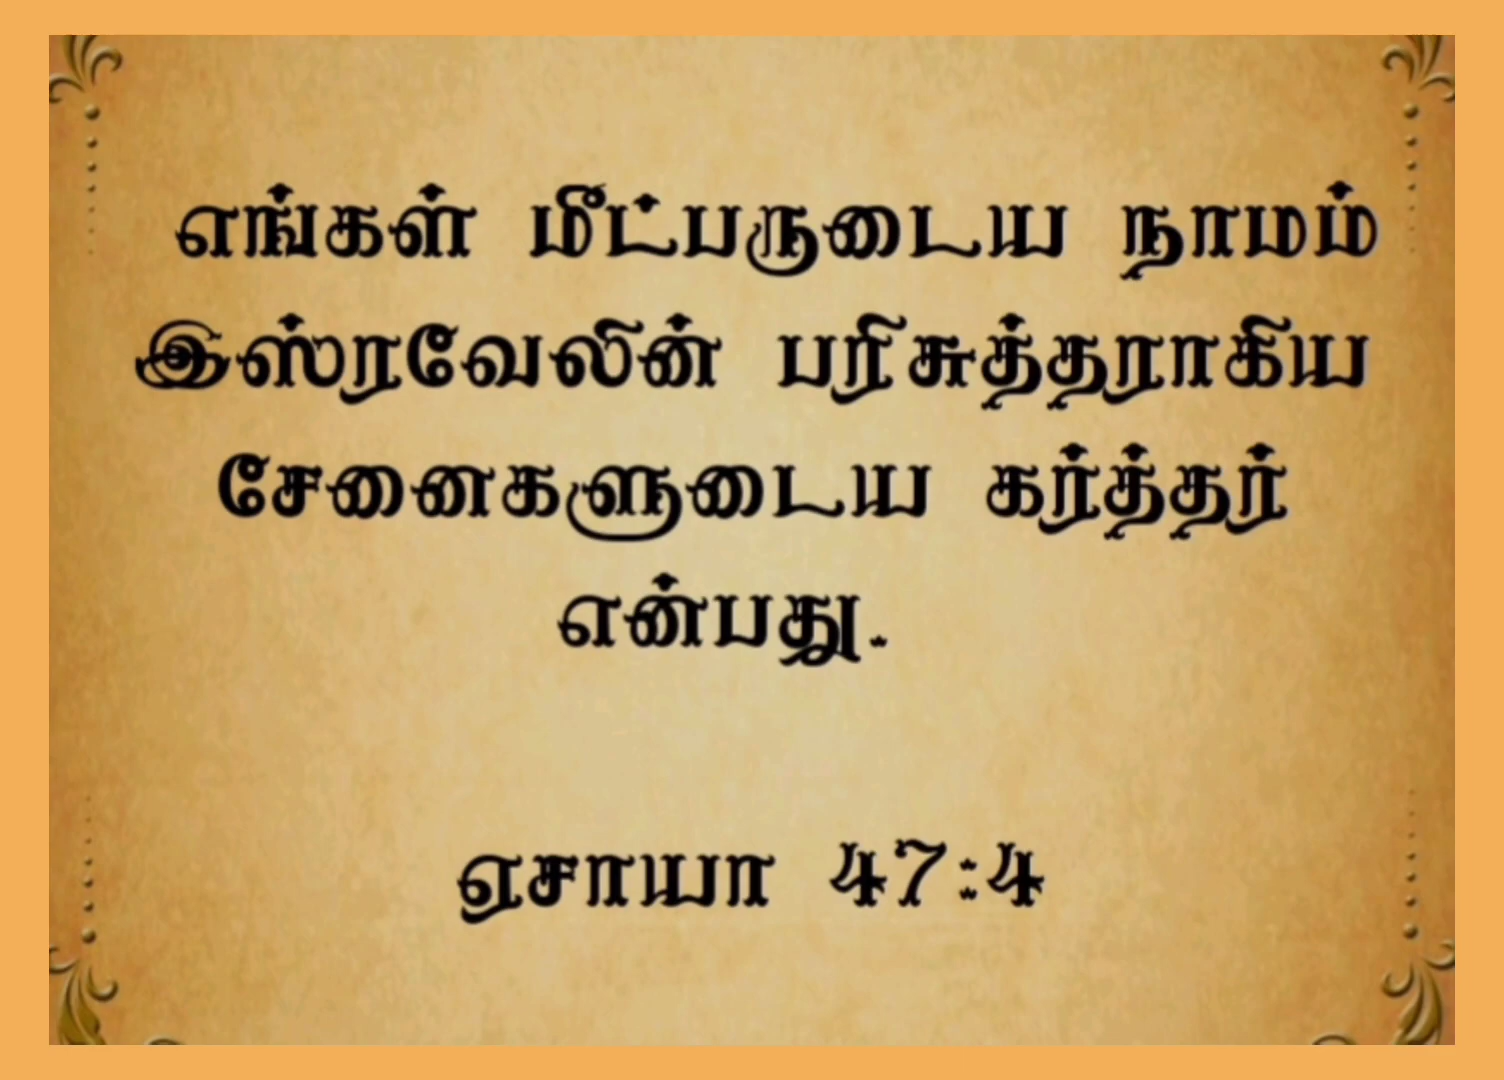 எங்கள் மீட்பருடைய நாமம்
இஸ்ரவேலின் பரிசுத்தராகிய
சேனைகளுடைய கர்த்தர்
என்பது.
ஏசாயா 47:4